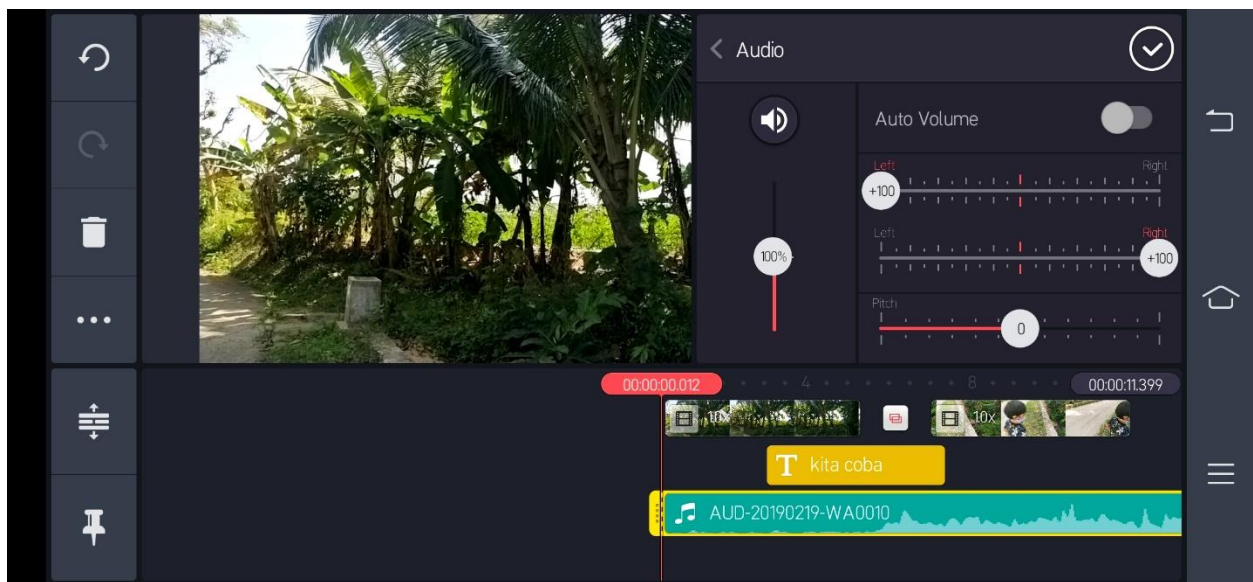 Audio
Auto Volume
Left Right
+100
Left Right
+100
100%
Pitch
0
00:00:00.012 4 8 00:00:11.399
10x 10x
T kita coba
AUD-20190219-WA0010